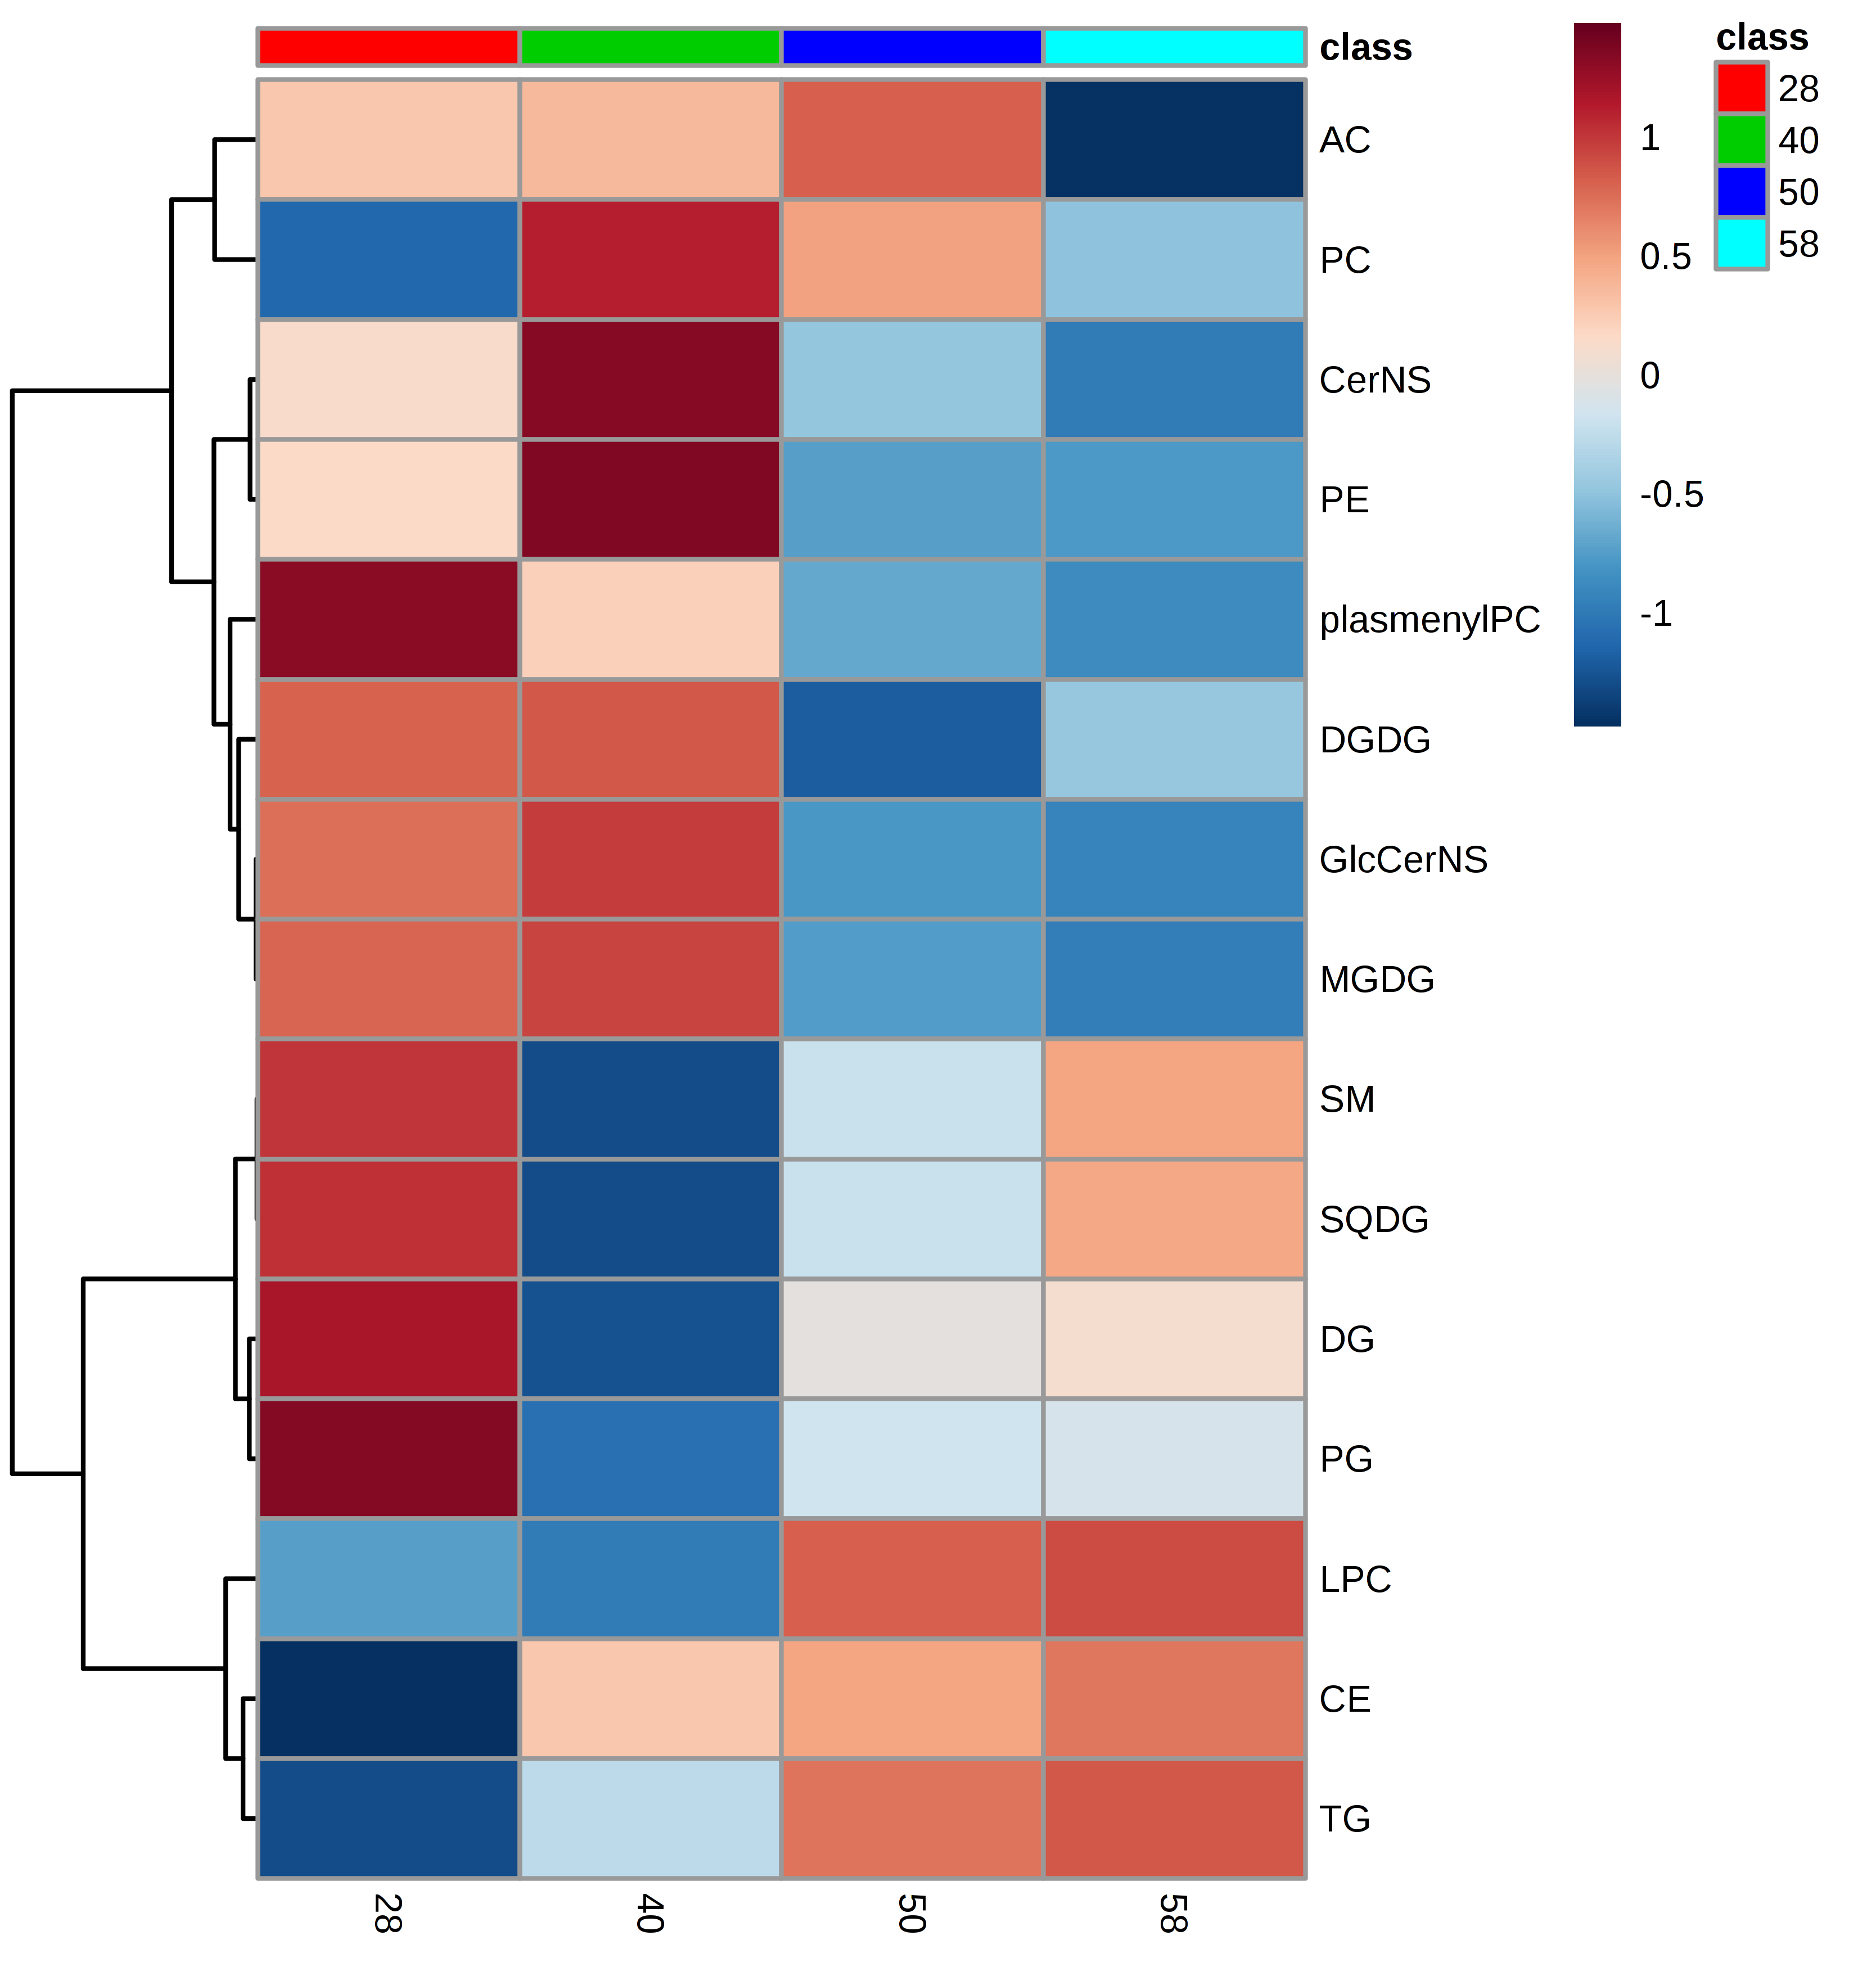 class
AC
PC
CerNS
PE
plasmenylPC
DGDG
GlcCerNS
MGDG
SM
SQDG
DG
PG
LPC
CE
TG
28
40
50
58
1
0.5
0
-0.5
-1
class
28
40
50
58